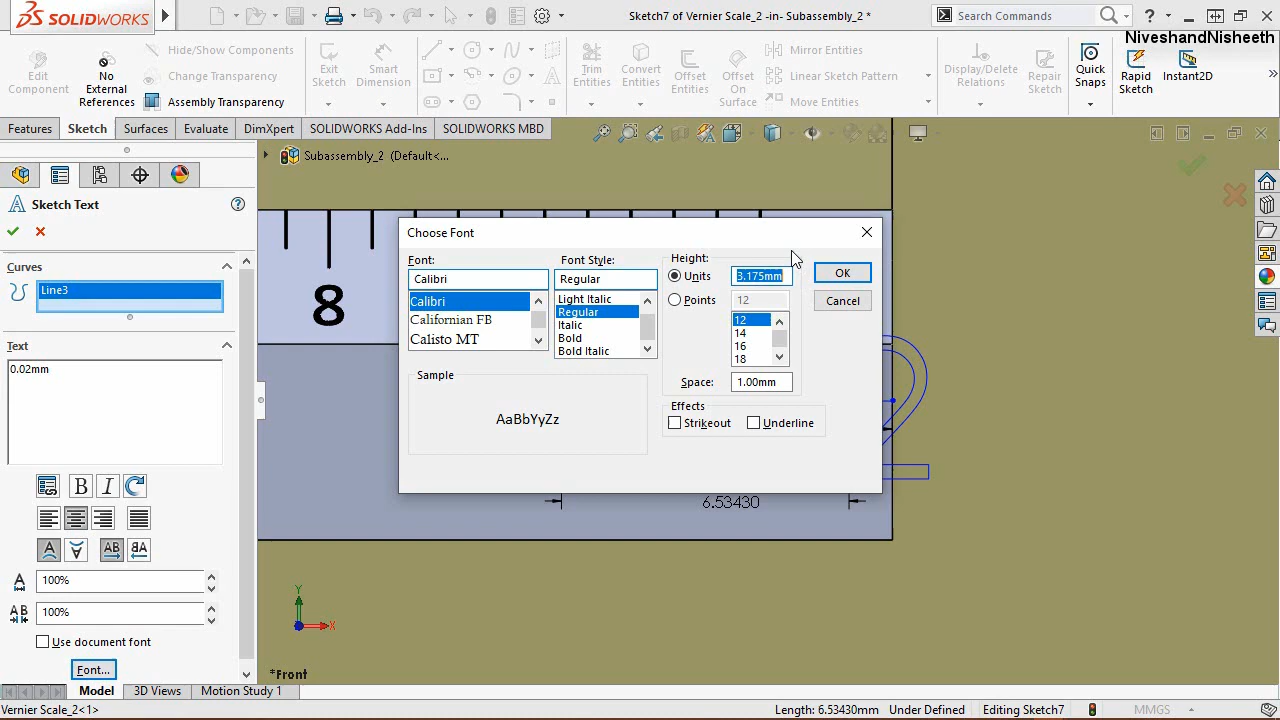 SOLIDWORKS
Sketch7 of Vernier Scale_2 -in- Subassembly_2 *
Search Commands
?
NiveshandNisheeth
Edit Component
No External References
Hide/Show Components
Change Transparency
Assembly Transparency
Exit Sketch
Smart Dimension
Trim Entities
Convert Entities
Offset Entities
Offset On Surface
Mirror Entities
Linear Sketch Pattern
Move Entities
Display/Delete Relations
Repair Sketch
Quick Snaps
Rapid Sketch
Instant2D
Features
Sketch
Surfaces
Evaluate
DimXpert
SOLIDWORKS Add-Ins
SOLIDWORKS MBD
Subassembly_2 (Default<...
Sketch Text
?
Curves
Line3
Text
0.02mm
B
I
AB
BA
A
100%
AB
100%
Use document font
Font...
8
Choose Font
Font:
Font Style:
Height:
Calibri
Regular
Units
3.175mm
OK
Calibri
Californian FB
Calisto MT
Light Italic
Regular
Italic
Bold
Bold Italic
Points
12
Cancel
12
14
16
18
Space:
1.00mm
Sample
AaBbYyZz
Effects
Strikeout
Underline
6.53430
Y
X
*Front
Model
3D Views
Motion Study 1
Vernier Scale_2<1>
Length: 6.53430mm
Under Defined
Editing Sketch7
MMGS